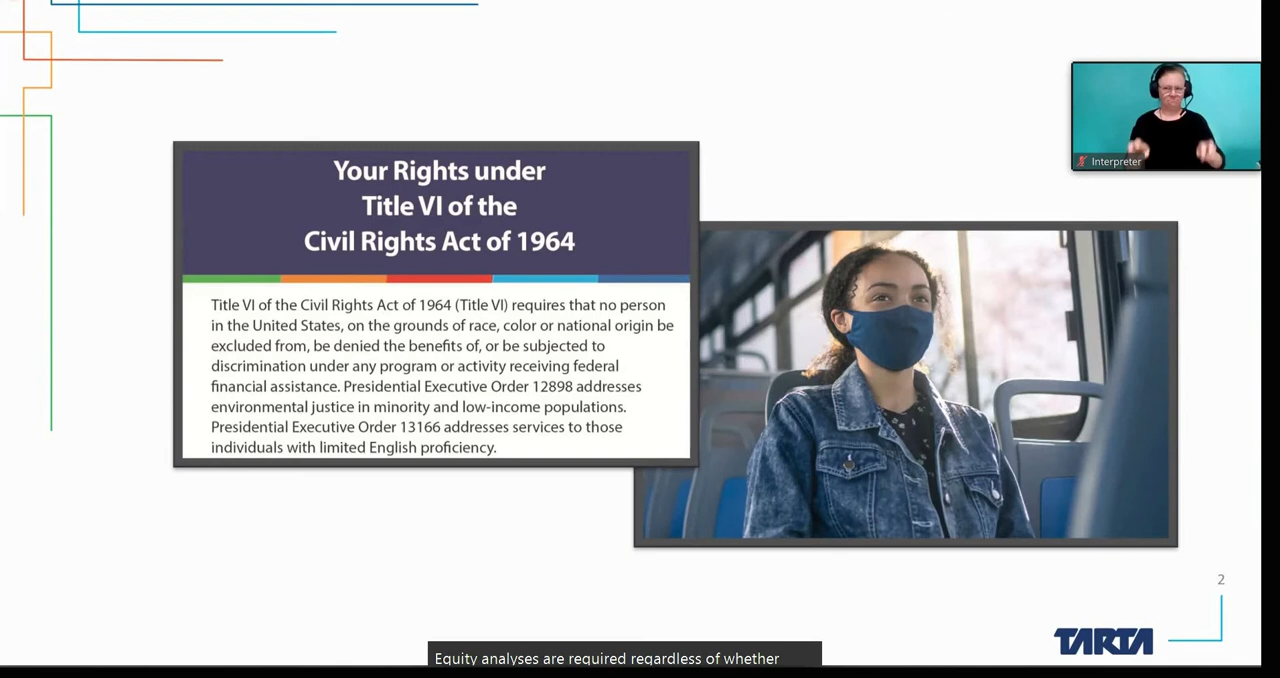 Your Rights under
Title VI of the
Civil Rights Act of 1964
Title VI of the Civil Rights Act of 1964 (Title VI) requires that no person
in the United States, on the grounds of race, color or national origin be
excluded from, be denied the benefits of, or be subjected to
discrimination under any program or activity receiving federal
financial assistance. Presidential Executive Order 12898 addresses
environmental justice in minority and low-income populations.
Presidential Executive Order 13166 addresses services to those
individuals with limited English proficiency.
Interpreter
2
TARTA
Equity analyses are required regardless of whether